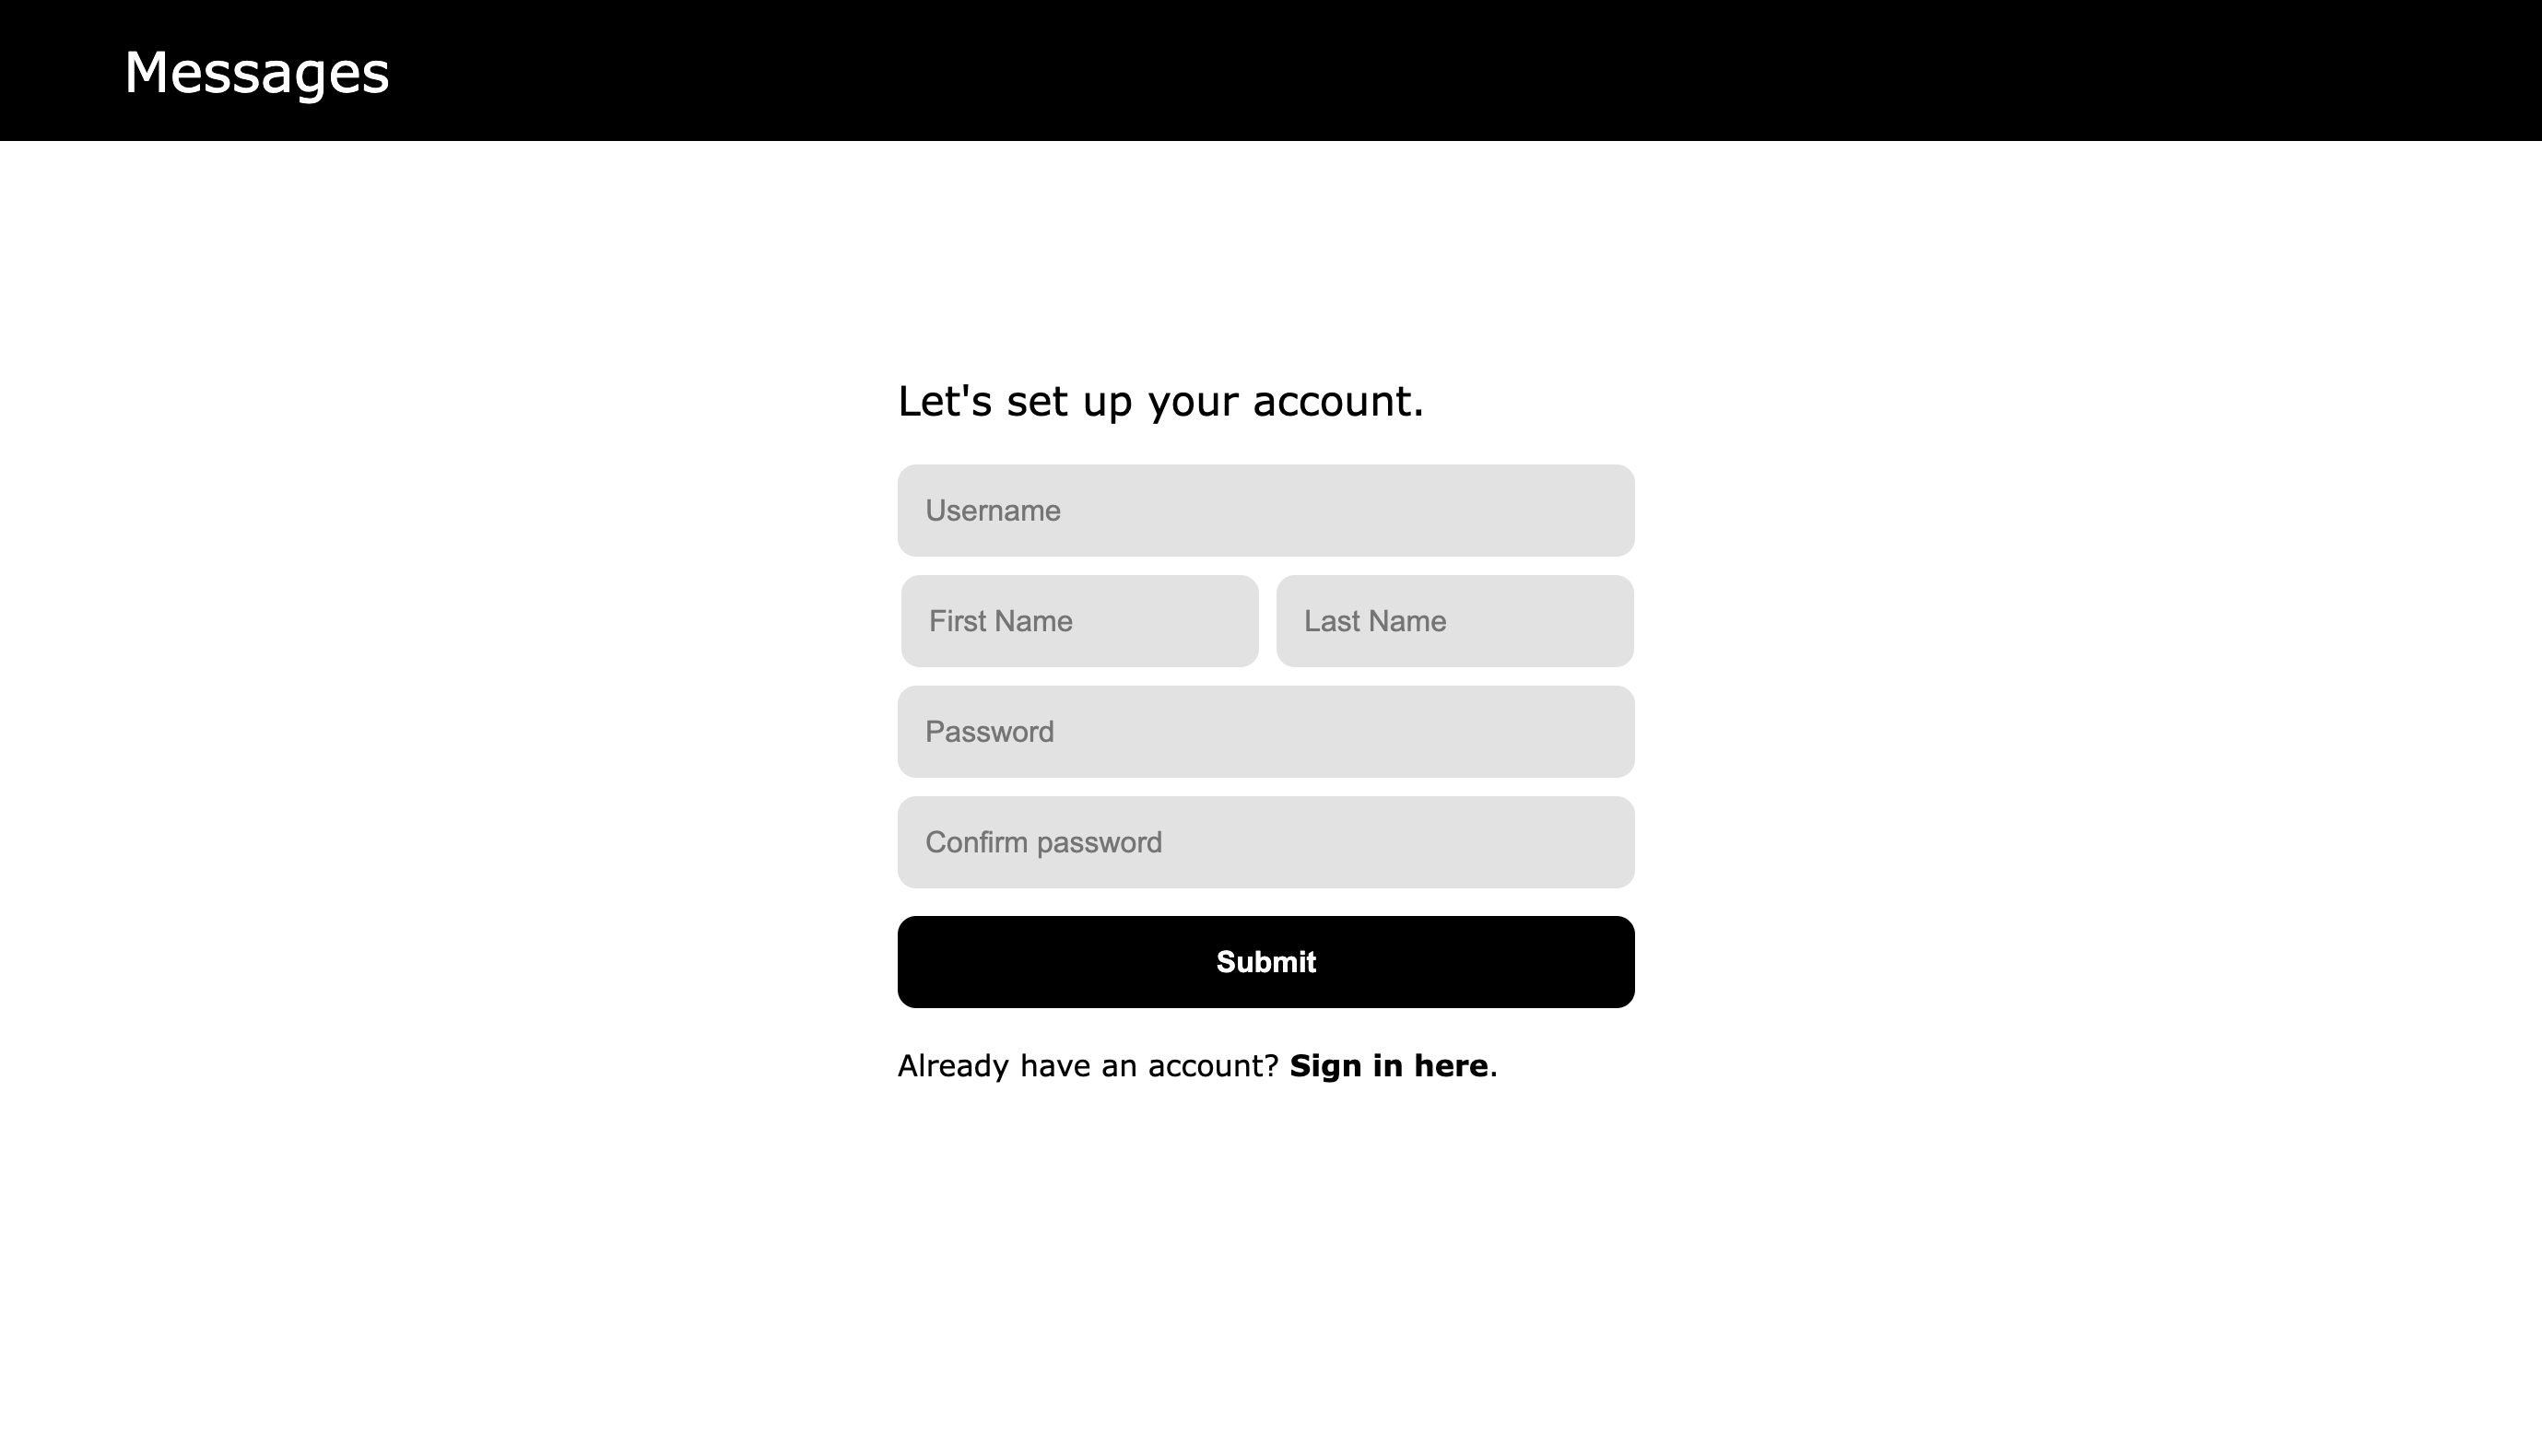 Messages
Let's set up your account.
Username
First Name Last Name
Password
Confirm password
Submit
Already have an account? Sign in here.